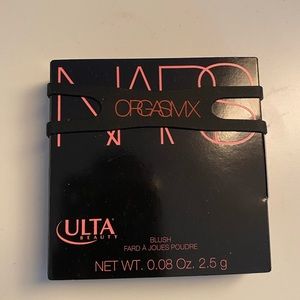 NARS
ORGASM X
ULTA
BEAUTY
BLUSH
FARD À JOUES POUDRE
NET WT. 0.08 Oz. 2.5 g